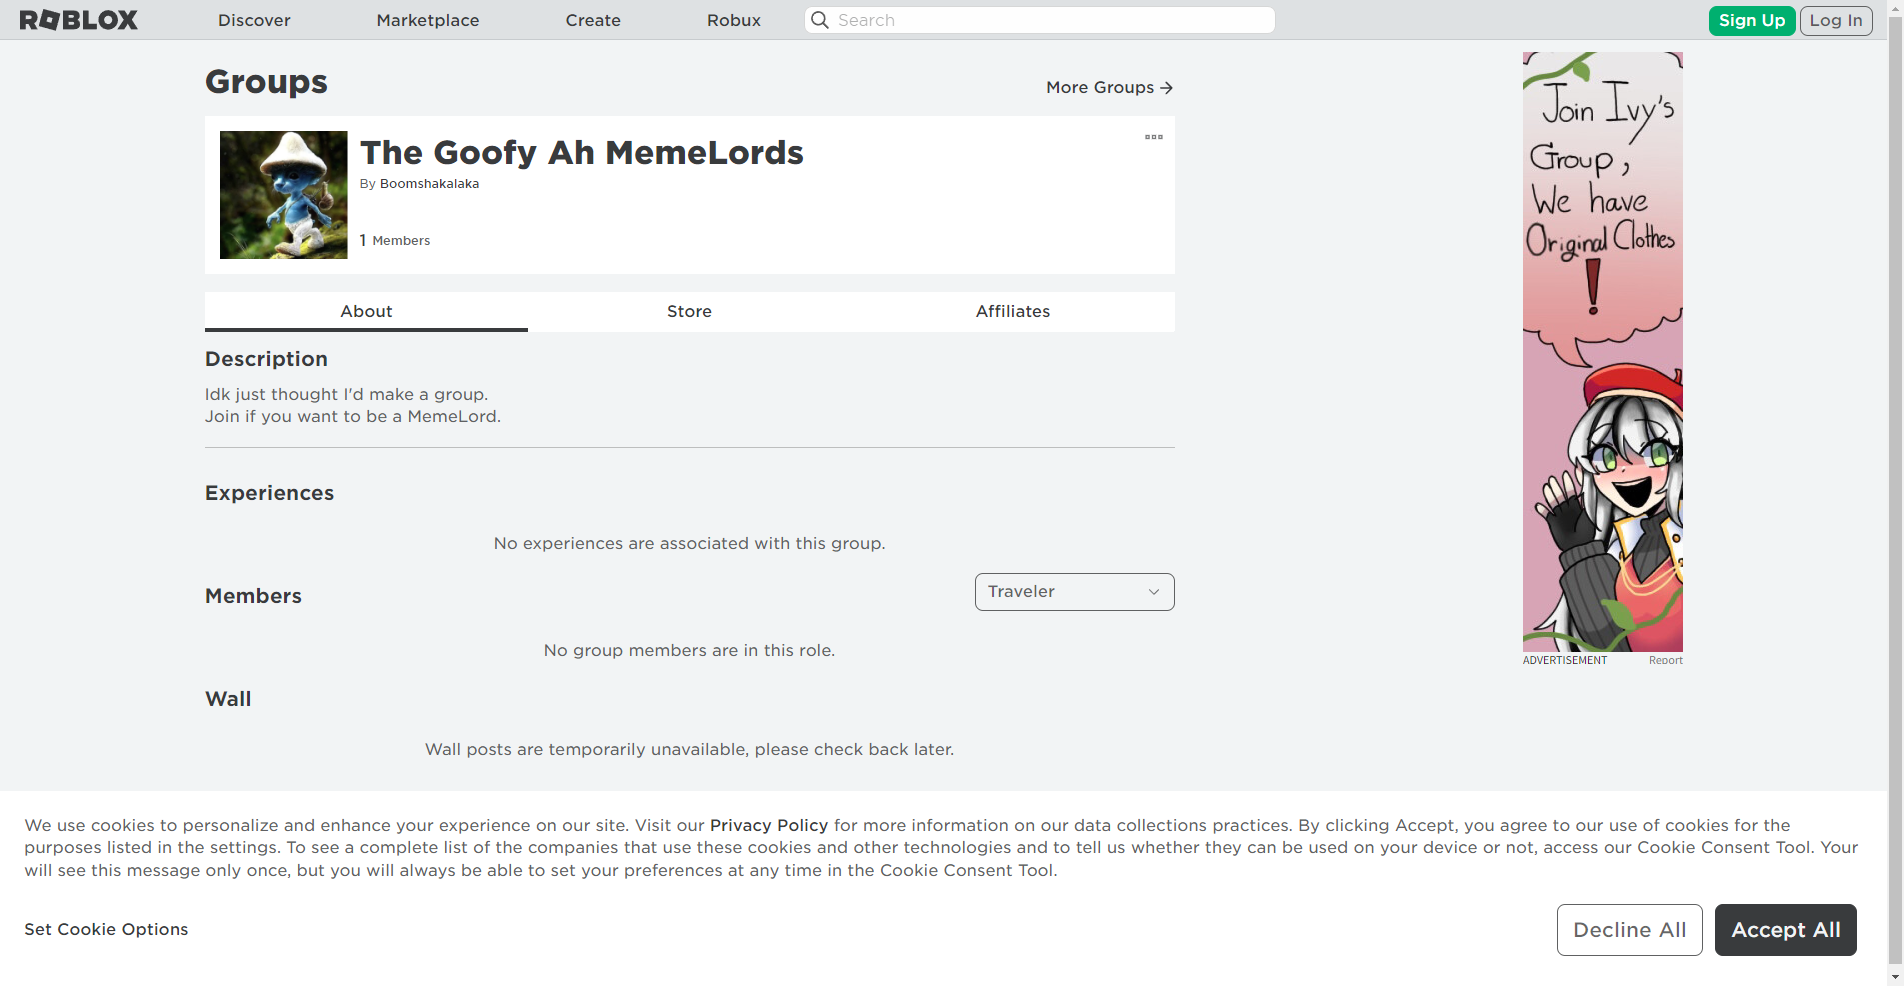 ROBLOX
Discover
Marketplace
Create
Robux
Search
Sign Up
Log In
Groups
More Groups →
The Goofy Ah MemeLords
By Boomshakalaka
1 Members
About
Store
Affiliates
Description
Idk just thought I'd make a group.
Join if you want to be a MemeLord.
Experiences
No experiences are associated with this group.
Members
Traveler
No group members are in this role.
Wall
Wall posts are temporarily unavailable, please check back later.
Join Ivy's
Group,
We have
Original Clothes
!
ADVERTISEMENT
Report
We use cookies to personalize and enhance your experience on our site. Visit our Privacy Policy for more information on our data collections practices. By clicking Accept, you agree to our use of cookies for the
purposes listed in the settings. To see a complete list of the companies that use these cookies and other technologies and to tell us whether they can be used on your device or not, access our Cookie Consent Tool. Your
will see this message only once, but you will always be able to set your preferences at any time in the Cookie Consent Tool.
Set Cookie Options
Decline All
Accept All